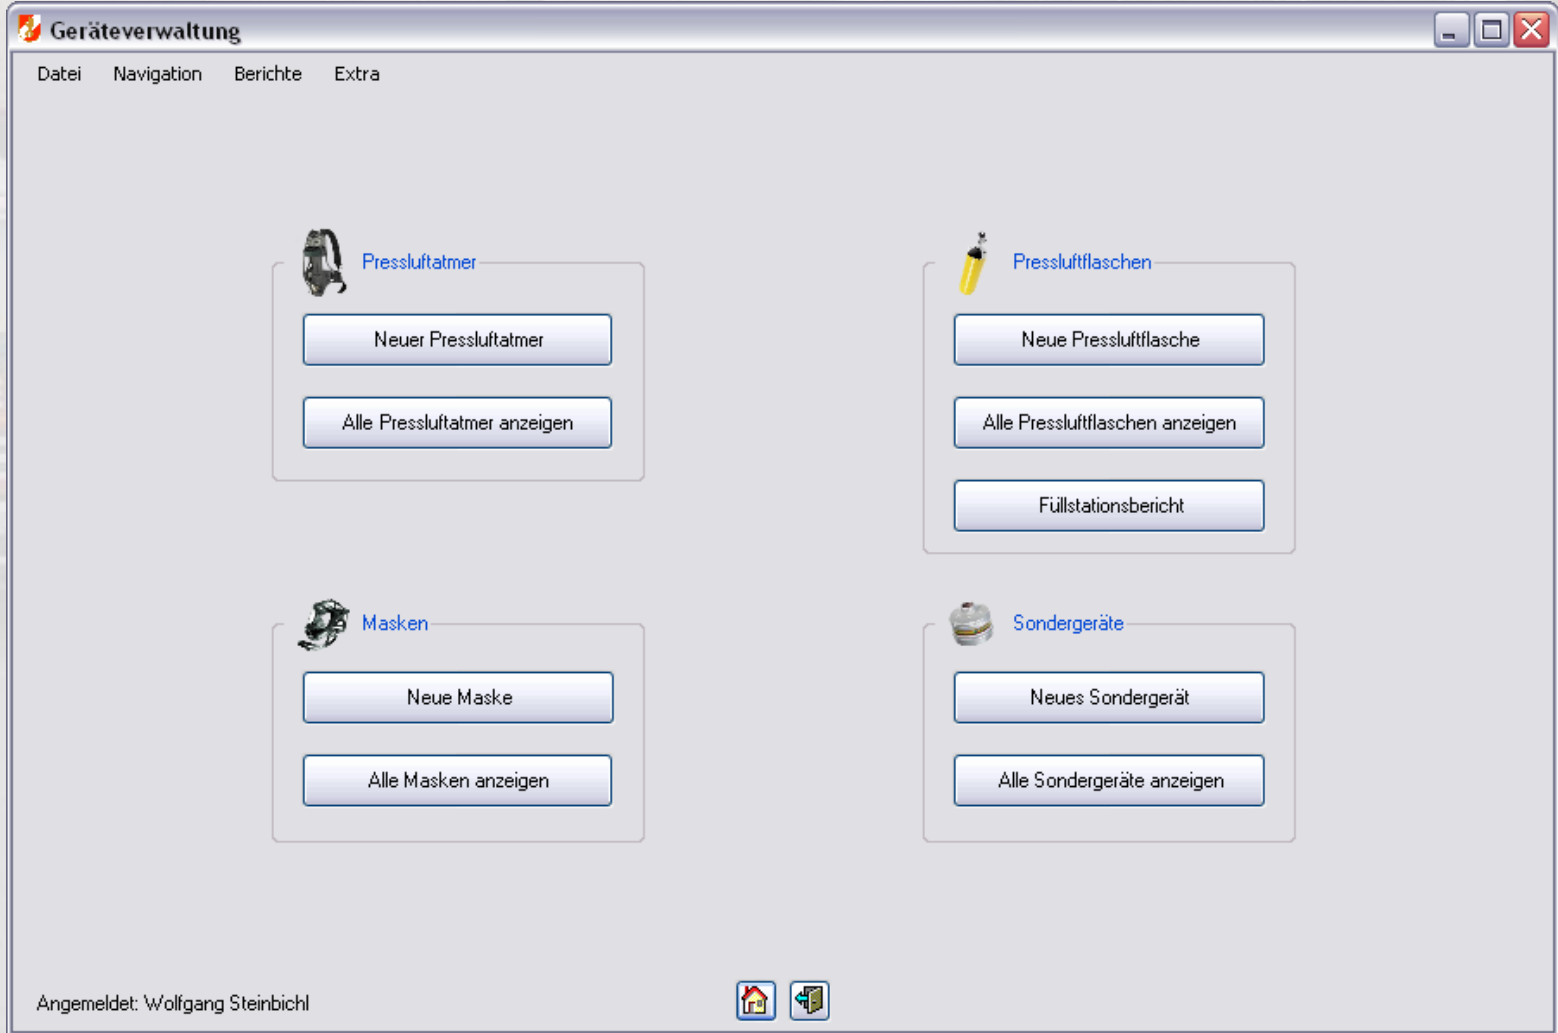 Geräteverwaltung
Datei Navigation Berichte Extra
Pressluftatmer
Neuer Pressluftatmer
Alle Pressluftatmer anzeigen
Pressluftflaschen
Neue Pressluftflasche
Alle Pressluftflaschen anzeigen
Füllstationsbericht
Masken
Neue Maske
Alle Masken anzeigen
Sondergeräte
Neues Sondergerät
Alle Sondergeräte anzeigen
Angemeldet: Wolfgang Steinbichl